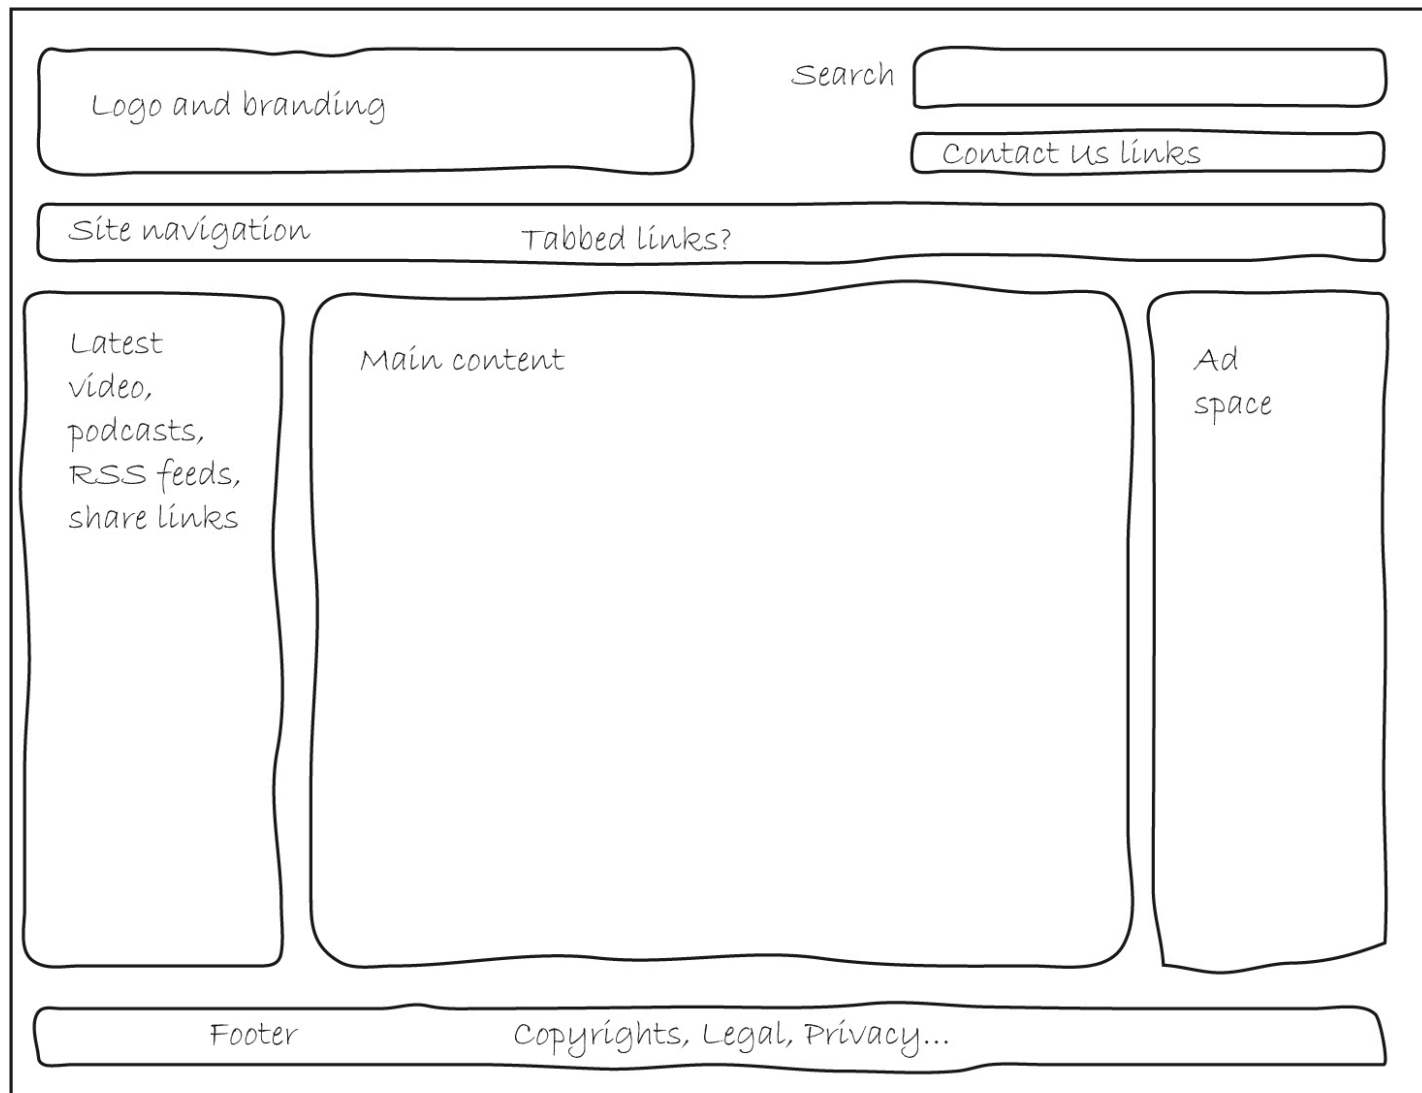 Logo and branding
Search
Contact Us links
Site navigation
Tabbed links?
Latest
video,
podcasts,
RSS feeds,
share links
Main content
Ad
space
Footer
Copyrights, Legal, Privacy...